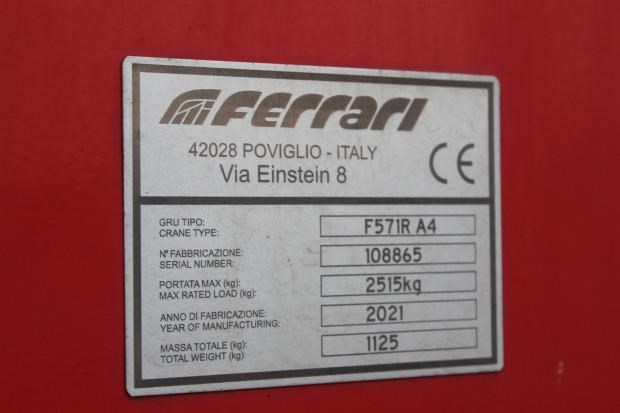 Ferrari
42028 POVIGLIO - ITALY
Via Einstein 8
CE
GRU TIPO:
CRANE TYPE:
F571R A4
N° FABBRICAZIONE:
SERIAL NUMBER:
108865
PORTATA MAX (kg):
MAX RATED LOAD (kg):
2515kg
ANNO DI FABRICAZIONE:
YEAR OF MANUFACTURING:
2021
MASSA TOTALE (kg):
TOTAL WEIGHT (kg):
1125